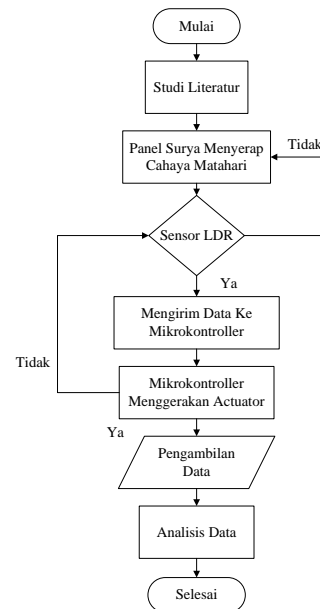 Mulai
Studi Literatur
Panel Surya Menyerap
Cahaya Matahari
Tidak
Sensor LDR
Ya
Mengirim Data Ke
Mikrokontroller
Tidak
Mikrokontroller
Menggerakan Actuator
Ya
Pengambilan
Data
Analisis Data
Selesai